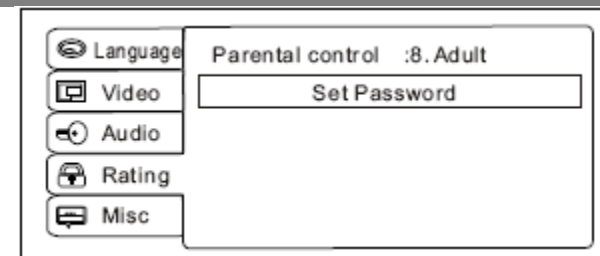 Language
Video
Audio
Rating
Misc
Parental control :8.Adult
Set Password